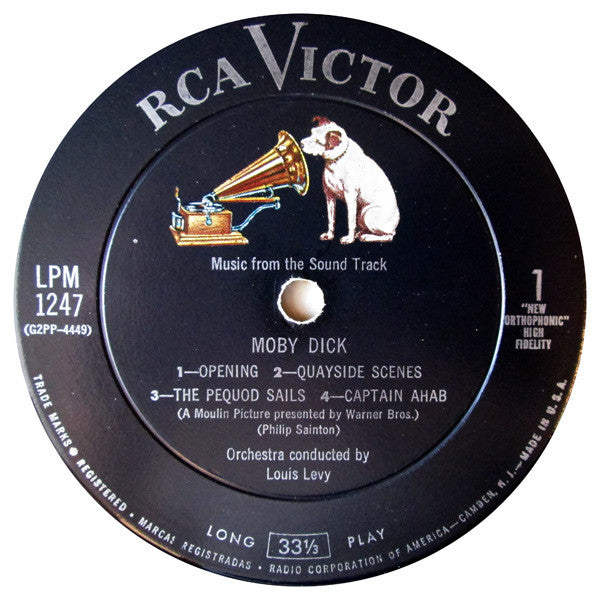 RCA VICTOR
Music from the Sound Track
LPM
1247
(G2PP-4449)
1
"NEW
ORTHOPHONIC"
HIGH
FIDELITY
MOBY DICK
1—OPENING 2—QUAYSIDE SCENES
3—THE PEQUOD SAILS 4—CAPTAIN AHAB
(A Moulin Picture presented by Warner Bros.)
(Philip Sainton)
Orchestra conducted by
Louis Levy
LONG 33⅓ PLAY
TRADE MARKS ● REGISTERED • MARCAS REGISTRADAS • RADIO CORPORATION OF AMERICA—CAMDEN, N. J.—MADE IN U.S.A.